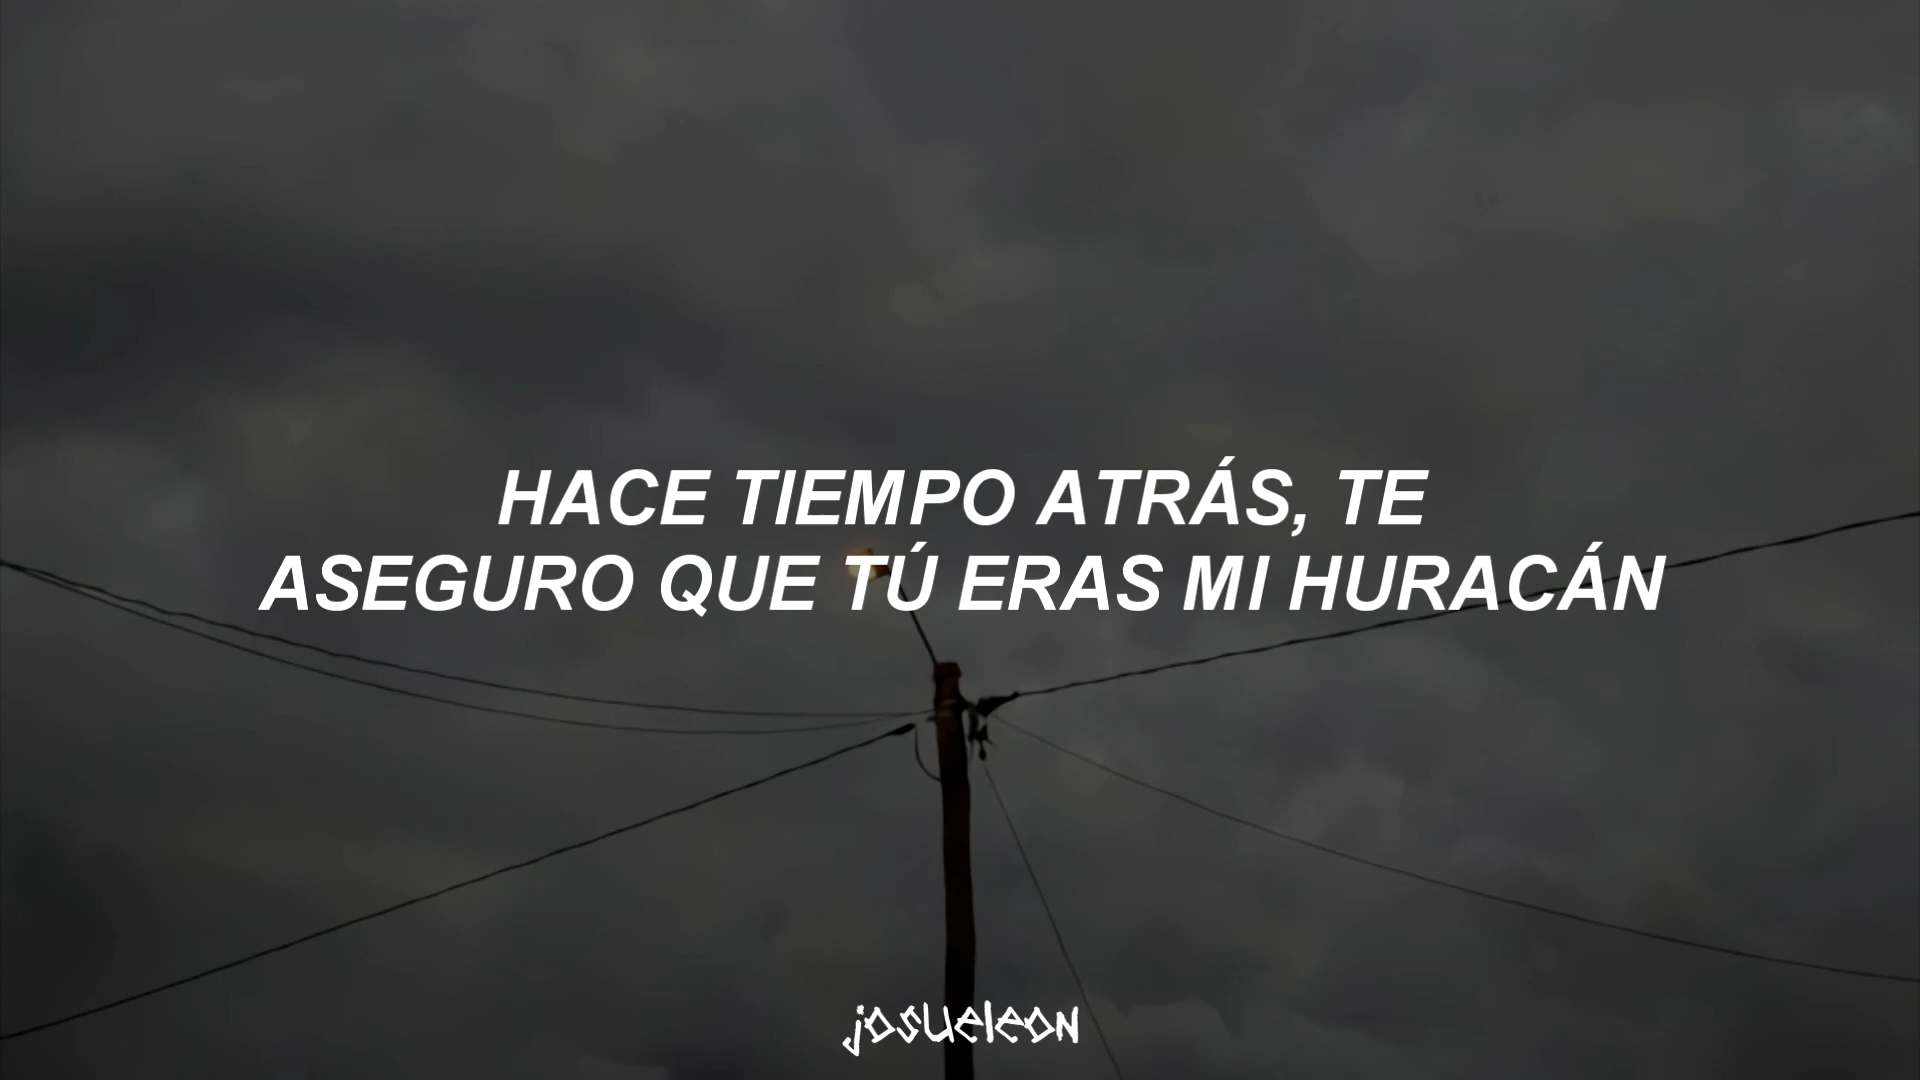 HACE TIEMPO ATRÁS, TE
ASEGURO QUE TÚ ERAS MI HURACÁN
josueleon